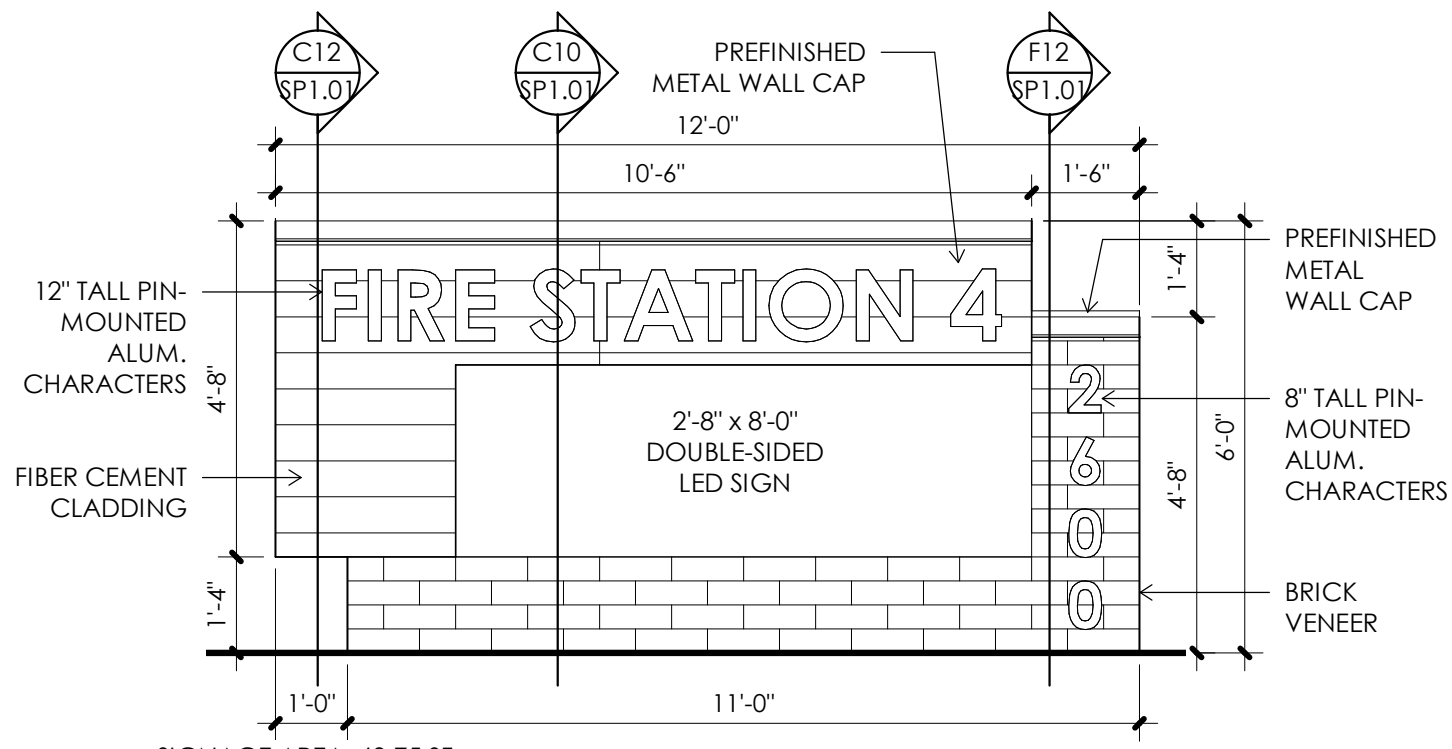 C12
SP1.01
C10
SP1.01
F12
SP1.01
PREFINISHED
METAL WALL CAP
12'-0"
10'-6"
1'-6"
FIRE STATION 4
12" TALL PIN-
MOUNTED
ALUM.
CHARACTERS
4'-8"
FIBER CEMENT
CLADDING
1'-4"
2'-8" x 8'-0"
DOUBLE-SIDED
LED SIGN
2
6
0
0
1'-4"
4'-8"
6'-0"
PREFINISHED
METAL
WALL CAP
8" TALL PIN-
MOUNTED
ALUM.
CHARACTERS
BRICK
VENEER
1'-0"
11'-0"